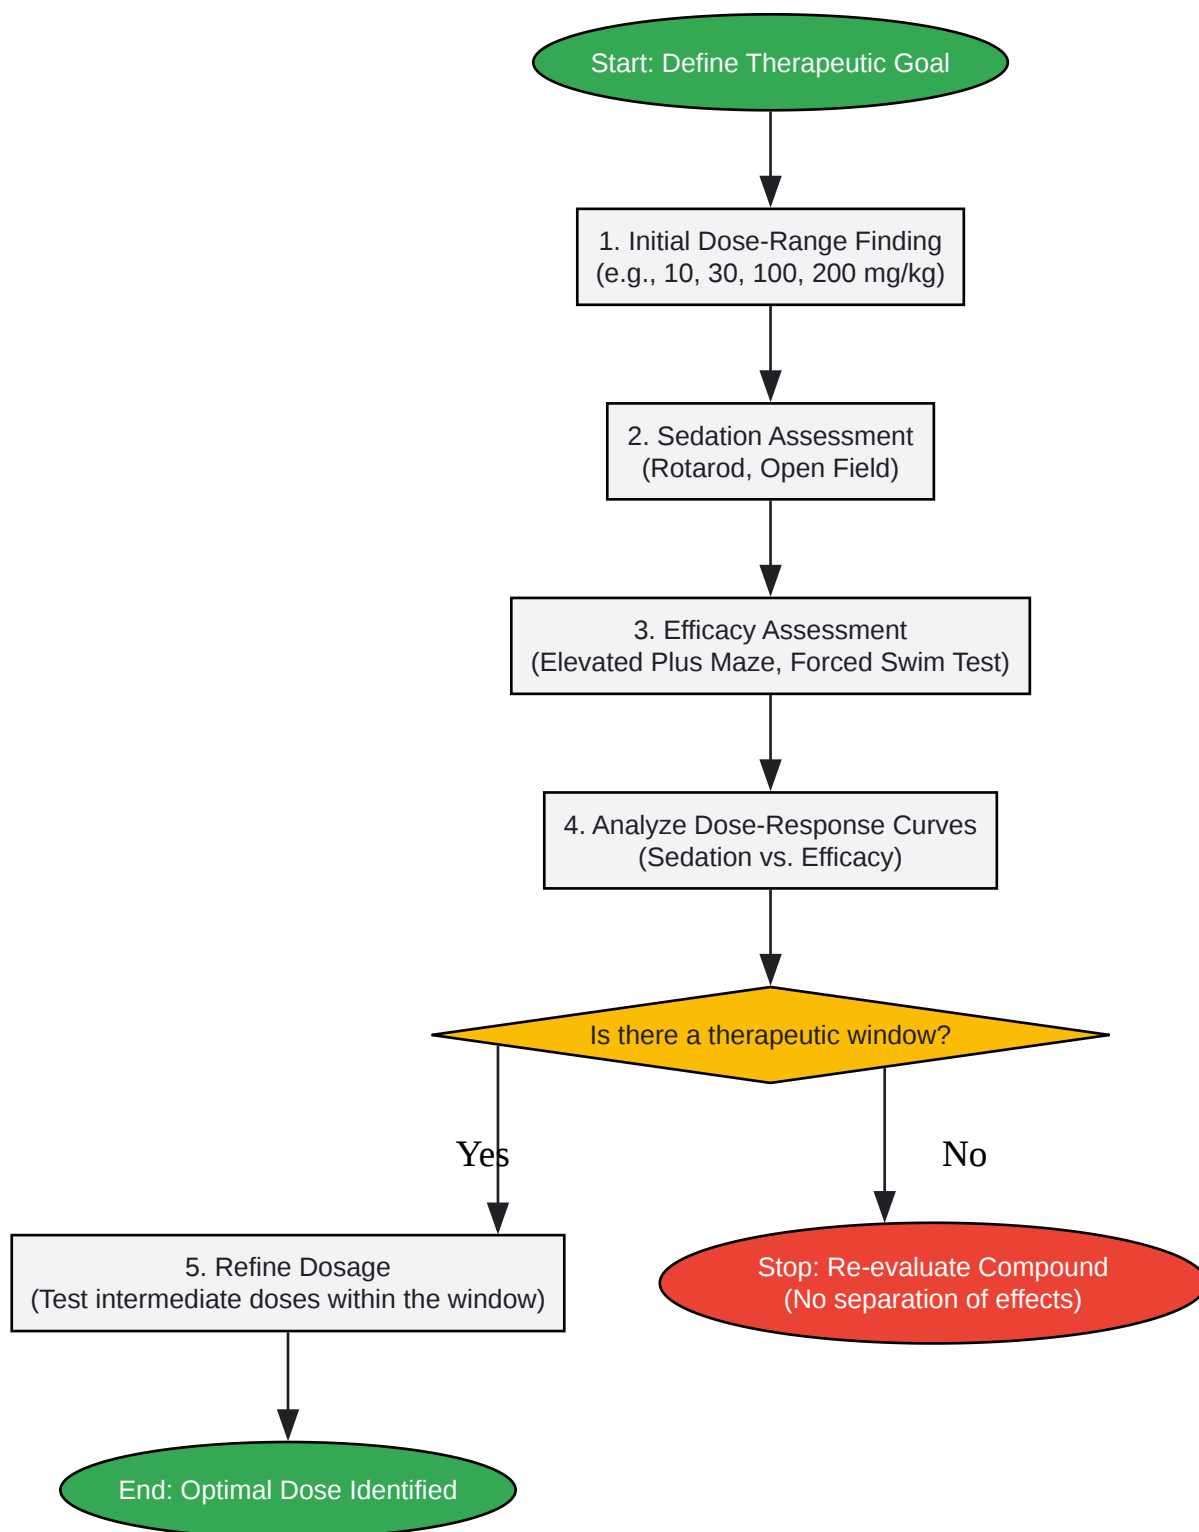 Start: Define Therapeutic Goal
1. Initial Dose-Range Finding
(e.g., 10, 30, 100, 200 mg/kg)
2. Sedation Assessment
(Rotarod, Open Field)
3. Efficacy Assessment
(Elevated Plus Maze, Forced Swim Test)
4. Analyze Dose-Response Curves
(Sedation vs. Efficacy)
Is there a therapeutic window?
Yes
No
5. Refine Dosage
(Test intermediate doses within the window)
Stop: Re-evaluate Compound
(No separation of effects)
End: Optimal Dose Identified